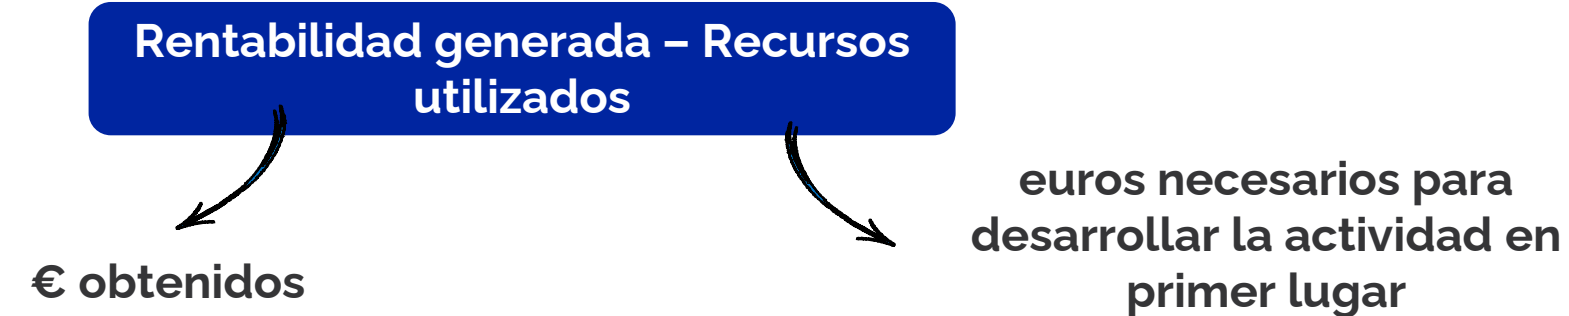 Rentabilidad generada – Recursos
utilizados
€ obtenidos
euros necesarios para
desarrollar la actividad en
primer lugar